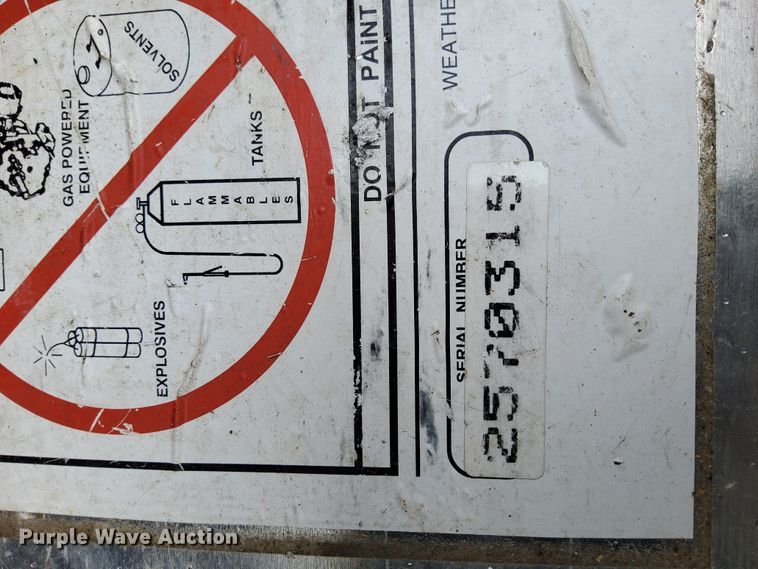 SOLVENTS
GAS POWERED
EQUIPMENT
FLAMMABLES
TANKS
EXPLOSIVES
DO NOT PAINT
WEATHE
SERIAL NUMBER
2570315
Purple Wave Auction